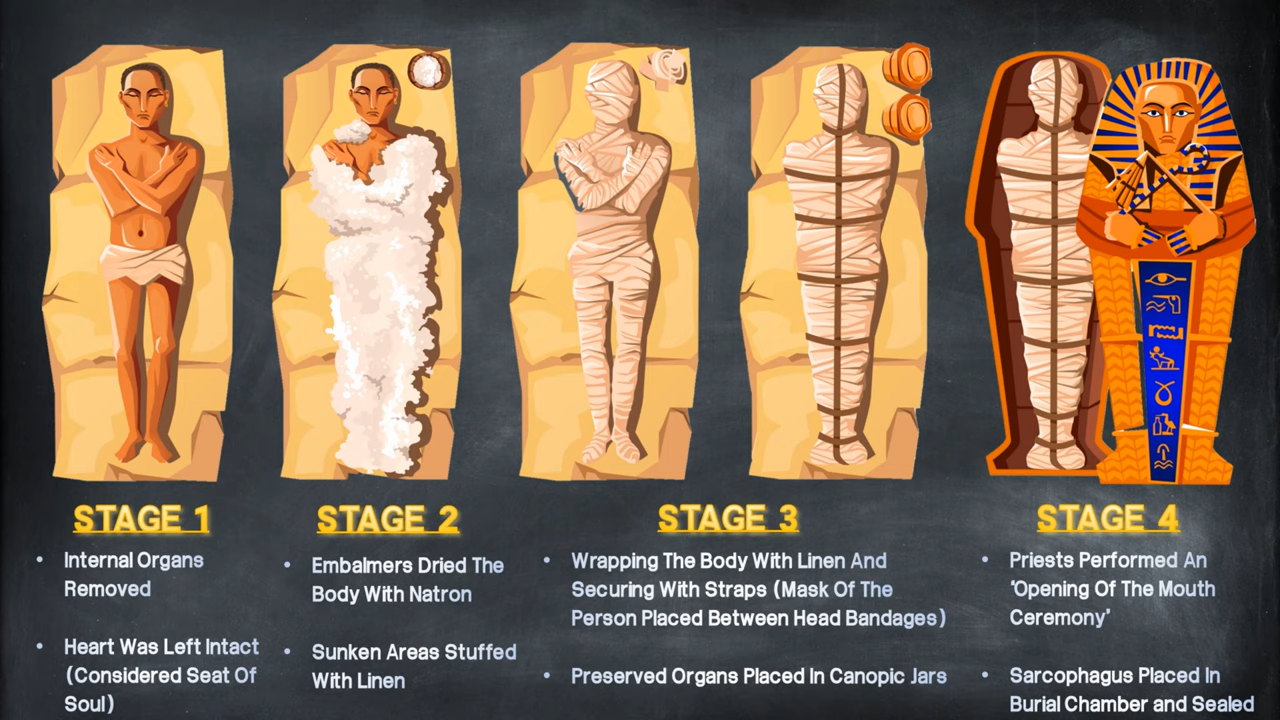 STAGE 1
• Internal Organs
Removed
• Heart Was Left Intact
(Considered Seat Of
Soul)
STAGE 2
• Embalmers Dried The
Body With Natron
• Sunken Areas Stuffed
With Linen
STAGE 3
• Wrapping The Body With Linen And
Securing With Straps (Mask Of The
Person Placed Between Head Bandages)
• Preserved Organs Placed In Canopic Jars
STAGE 4
• Priests Performed An
‘Opening Of The Mouth
Ceremony’
• Sarcophagus Placed In
Burial Chamber and Sealed